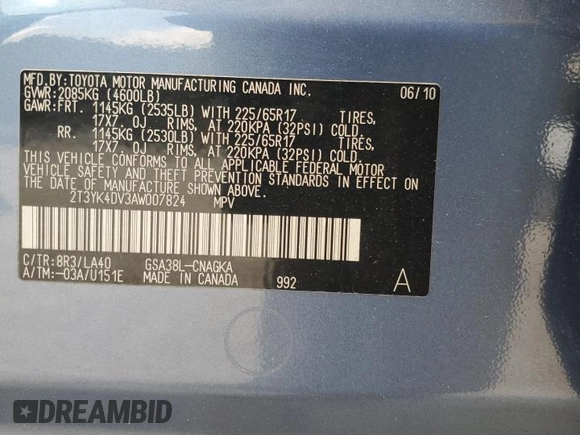 MFD.BY:TOYOTA MOTOR MANUFACTURING CANADA INC.
GVWR:2085KG (4600LB) 06/10
GAWR:FRT. 1145KG (2535LB) WITH 225/65R17 TIRES,
17X7.0J RIMS, AT 220KPA (32PSI) COLD.
RR. 1145KG (2530LB) WITH 225/65R17 TIRES,
17X7.0J RIMS, AT 220KPA (32PSI) COLD.
THIS VEHICLE CONFORMS TO ALL APPLICABLE FEDERAL MOTOR
VEHICLE SAFETY AND THEFT PREVENTION STANDARDS IN EFFECT
ON THE DATE OF MANUFACTURE SHOWN ABOVE.
2T3YK4DV3AW007824 MPV
C/TR:8R3/LA40 GSA38L-CNAGKA
A/TM:-03A/U151E MADE IN CANADA 992 A
DREAMBID